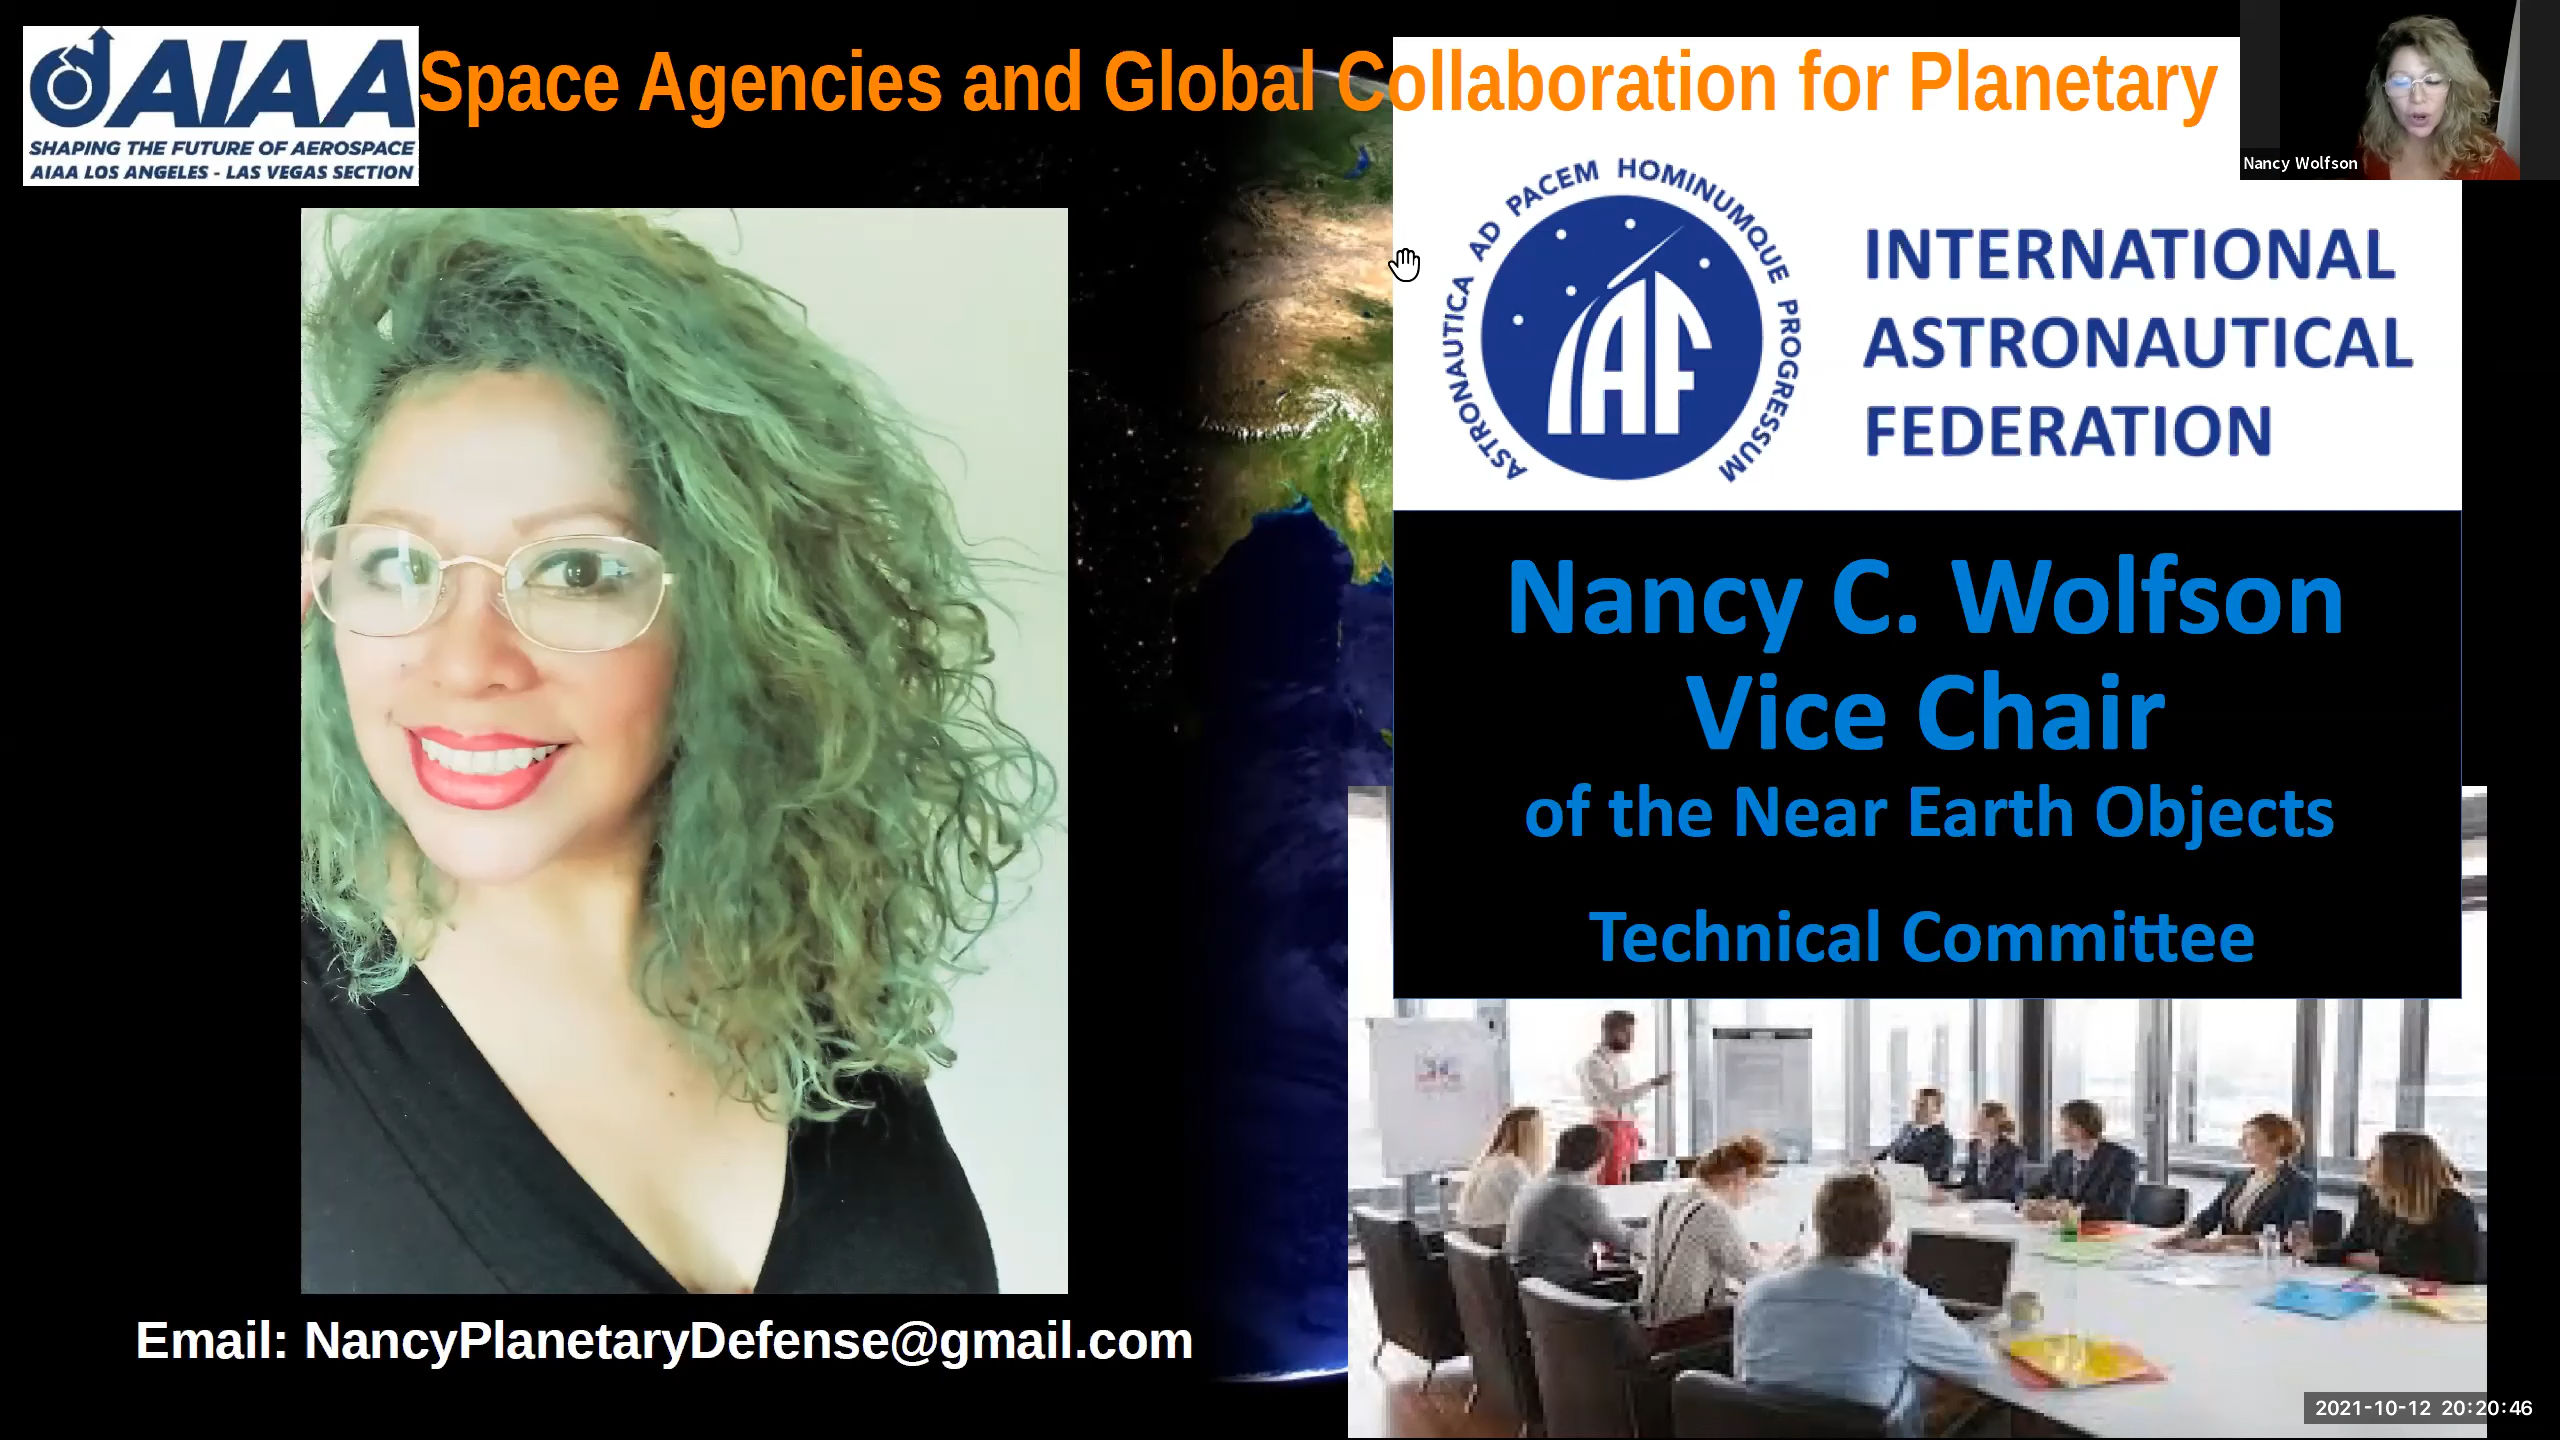 AIAA
SHAPING THE FUTURE OF AEROSPACE
AIAA LOS ANGELES - LAS VEGAS SECTION
Space Agencies and Global Collaboration for Planetary
Nancy Wolfson
ASTRONAUTICA AD PACEM HOMINUMQUE PROGRESSUM
IAF
INTERNATIONAL
ASTRONAUTICAL
FEDERATION
Nancy C. Wolfson
Vice Chair
of the Near Earth Objects
Technical Committee
Email: NancyPlanetaryDefense@gmail.com
2021-10-12 20:20:46